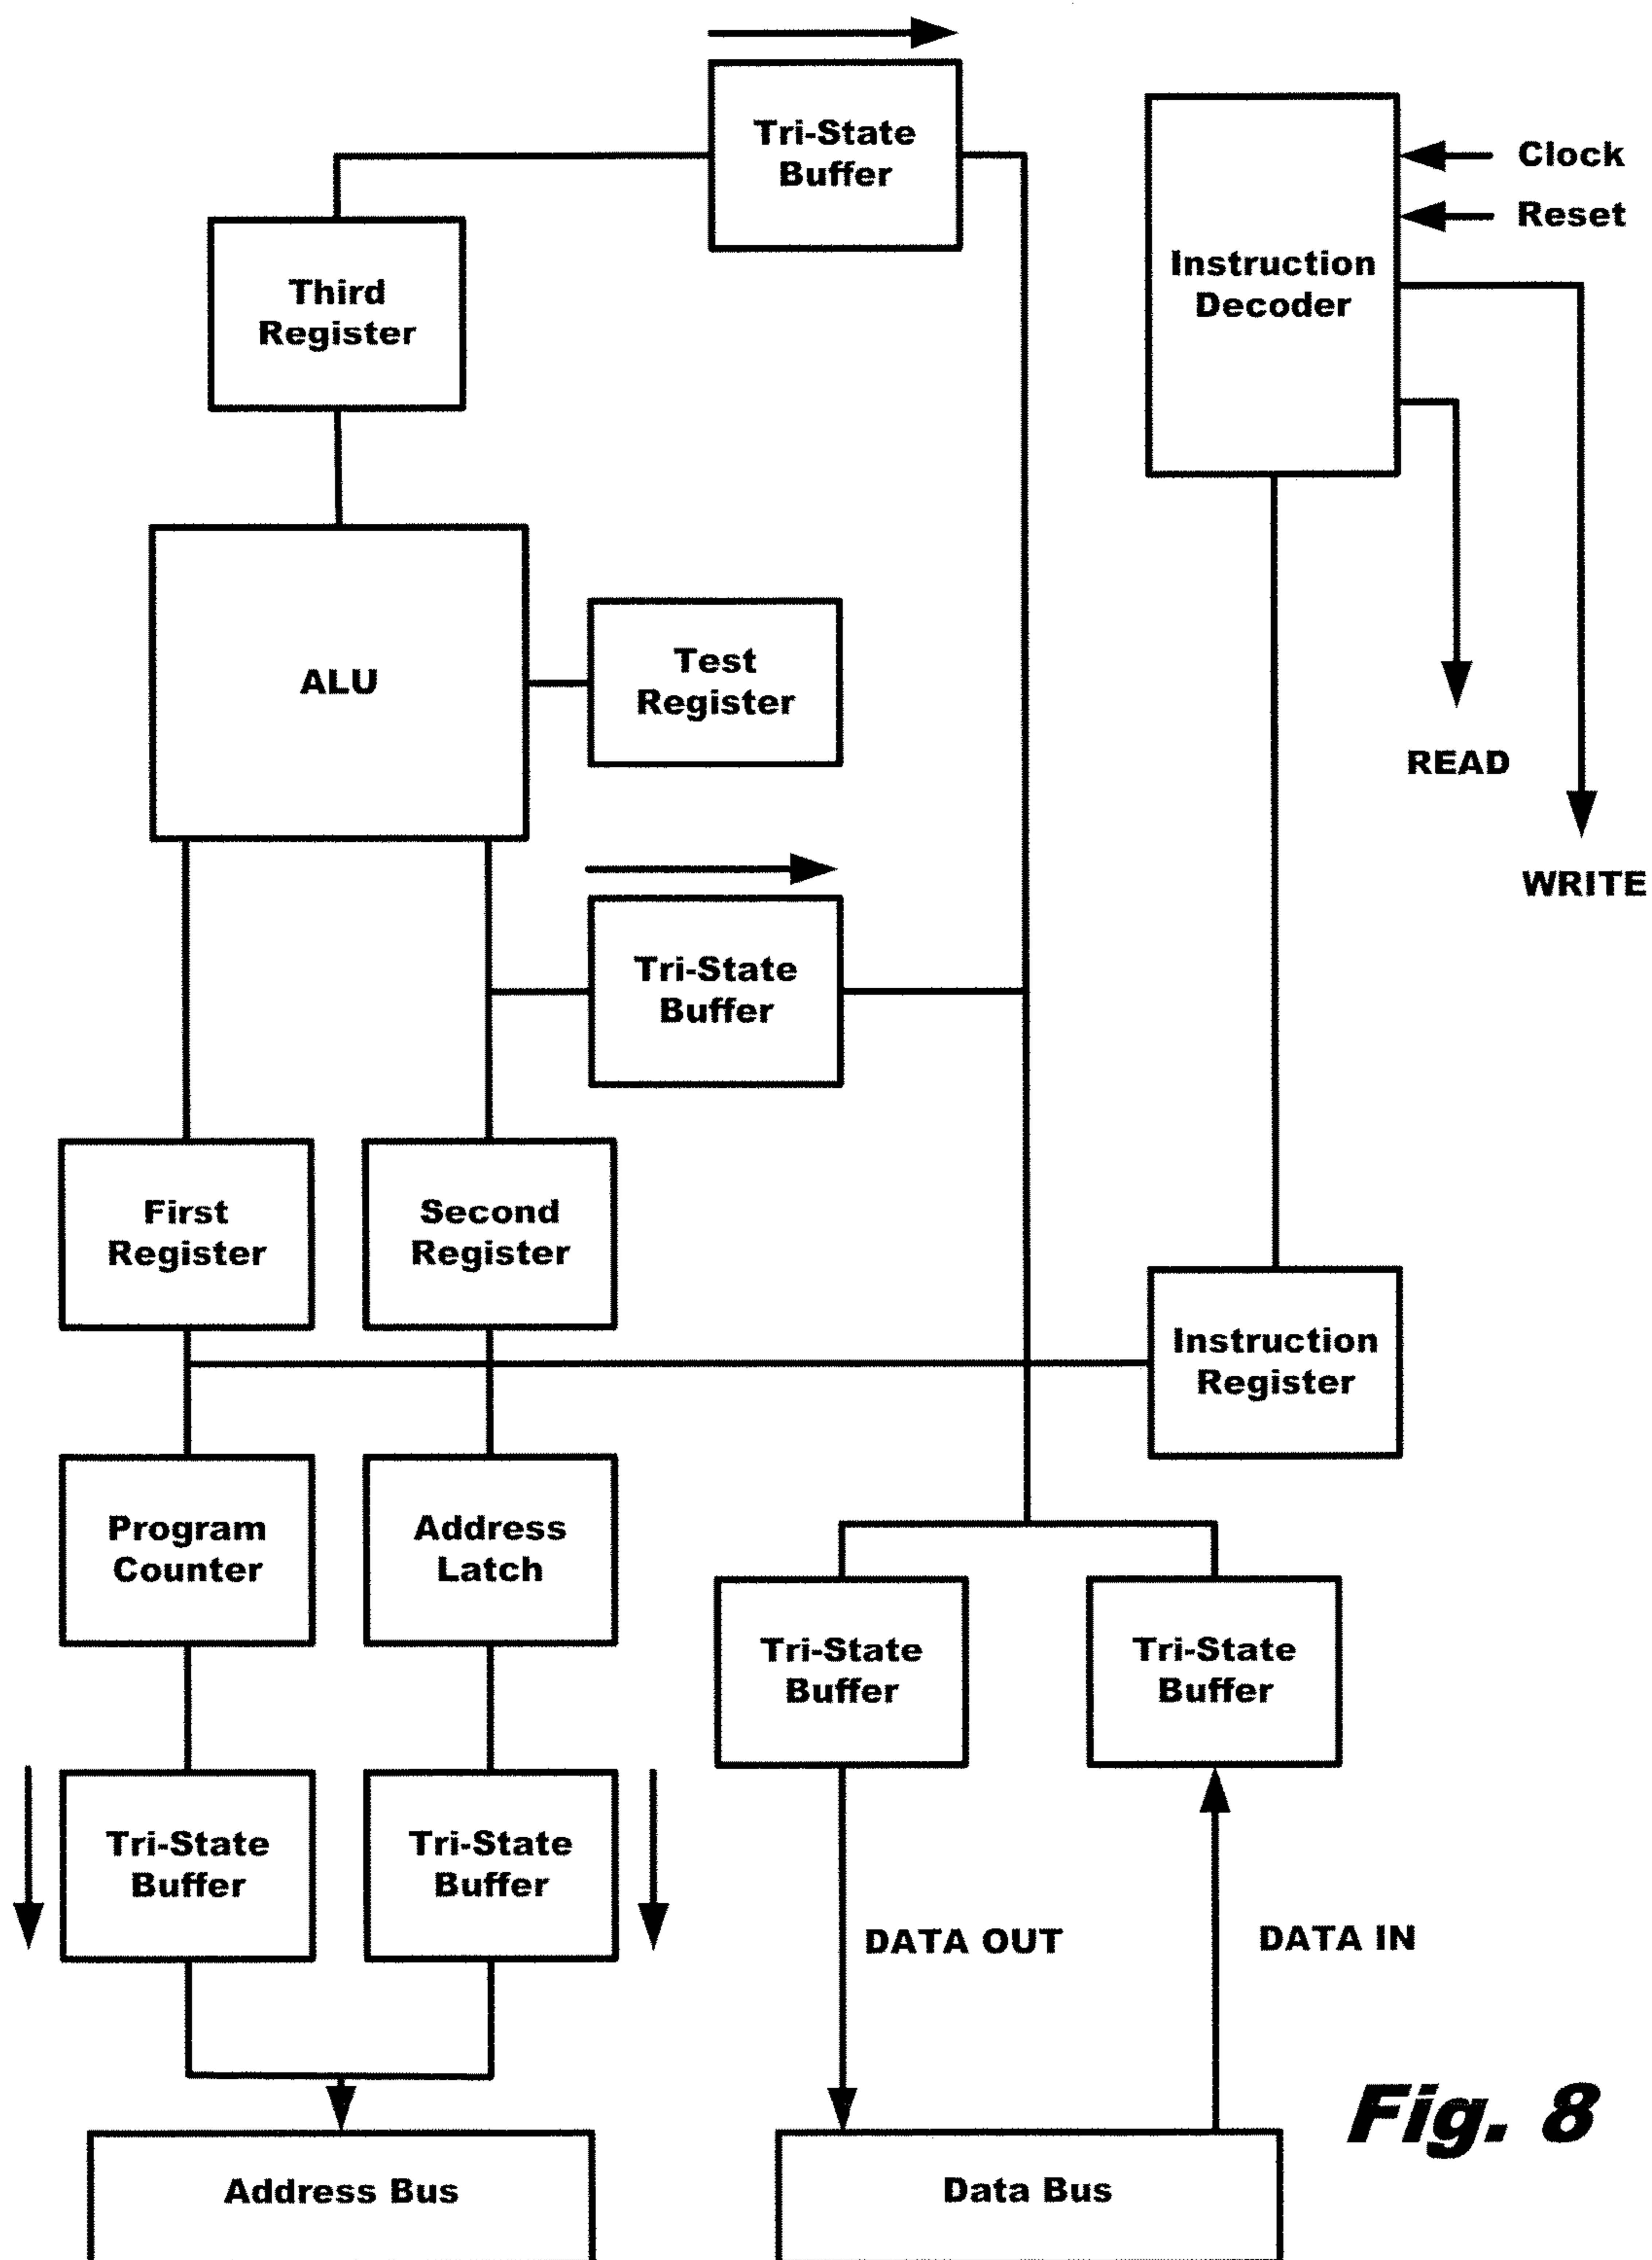 Tri-State
Buffer
Clock
Reset
Instruction
Decoder
Third
Register
ALU
Test
Register
READ
WRITE
Tri-State
Buffer
First
Register
Second
Register
Instruction
Register
Program
Counter
Address
Latch
Tri-State
Buffer
Tri-State
Buffer
Tri-State
Buffer
Tri-State
Buffer
DATA OUT
DATA IN
Fig. 8
Address Bus
Data Bus